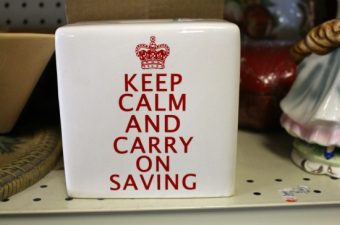 KEEP
CALM
AND
CARRY
ON
SAVING